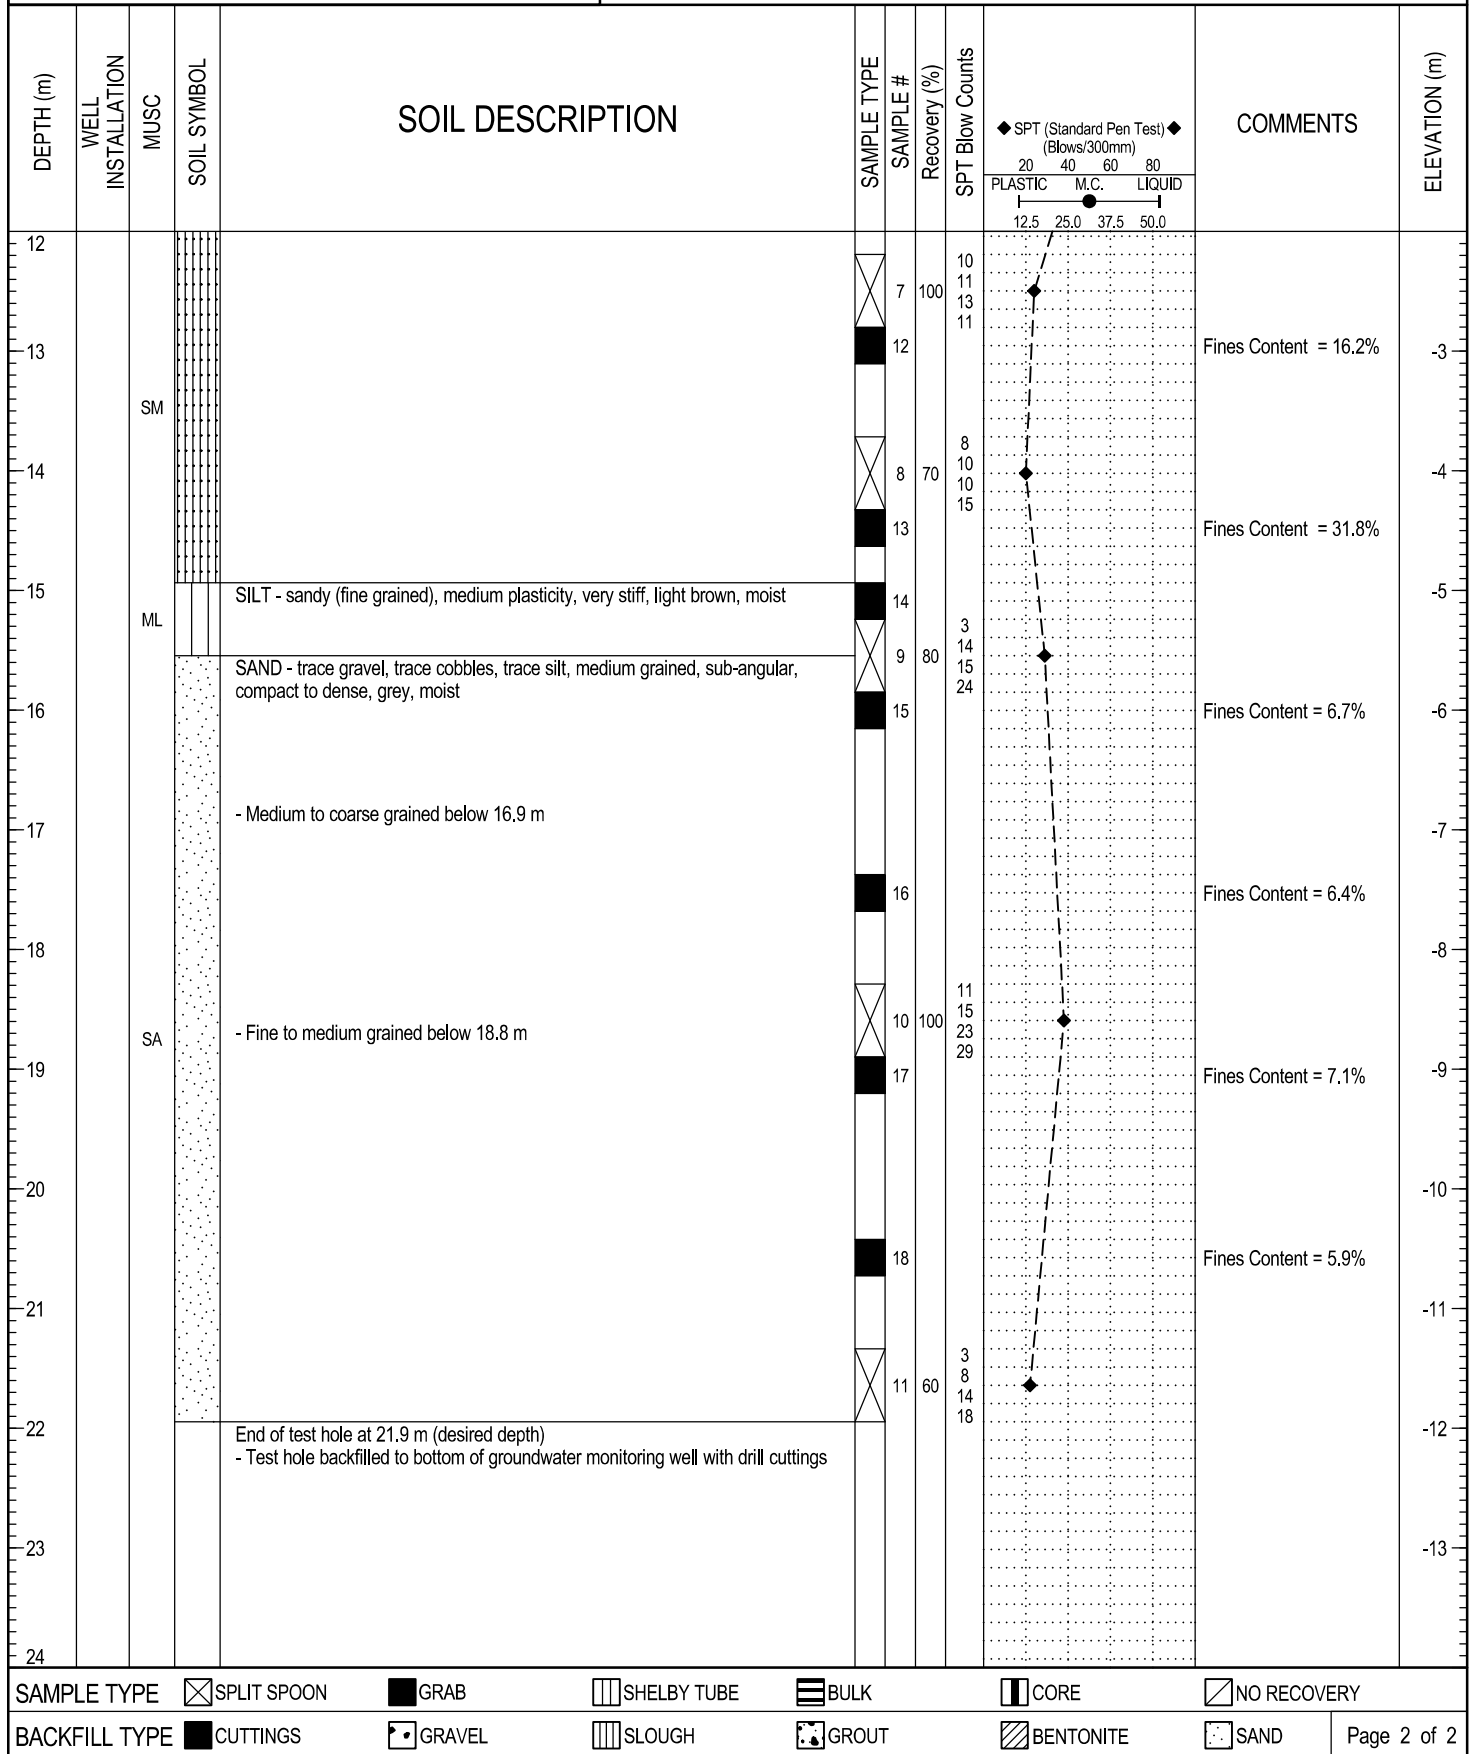 DEPTH (m)
WELL
INSTALLATION
MUSC
SOIL SYMBOL
SOIL DESCRIPTION
SAMPLE TYPE
SAMPLE #
Recovery (%)
SPT Blow Counts
◆ SPT (Standard Pen Test) ◆
(Blows/300mm)
20 40 60 80
PLASTIC M.C. LIQUID
12.5 25.0 37.5 50.0
COMMENTS
ELEVATION (m)
12
10
11
7 100
13
11
12
13
Fines Content = 16.2%
-3
SM
8
10
14
8 70
-4
10
15
13
Fines Content = 31.8%
15
SILT - sandy (fine grained), medium plasticity, very stiff, light brown, moist
14
-5
ML
3
14
9 80
15
24
SAND - trace gravel, trace cobbles, trace silt, medium grained, sub-angular,
compact to dense, grey, moist
16
15
Fines Content = 6.7%
-6
- Medium to coarse grained below 16.9 m
17
-7
16
Fines Content = 6.4%
18
-8
11
15
10 100
23
29
- Fine to medium grained below 18.8 m
SA
19
17
Fines Content = 7.1%
-9
20
-10
18
Fines Content = 5.9%
21
-11
3
8
11 60
14
18
22
-12
End of test hole at 21.9 m (desired depth)
- Test hole backfilled to bottom of groundwater monitoring well with drill cuttings
23
-13
24
SAMPLE TYPE SPLIT SPOON GRAB SHELBY TUBE BULK CORE NO RECOVERY
BACKFILL TYPE CUTTINGS GRAVEL SLOUGH GROUT BENTONITE SAND Page 2 of 2